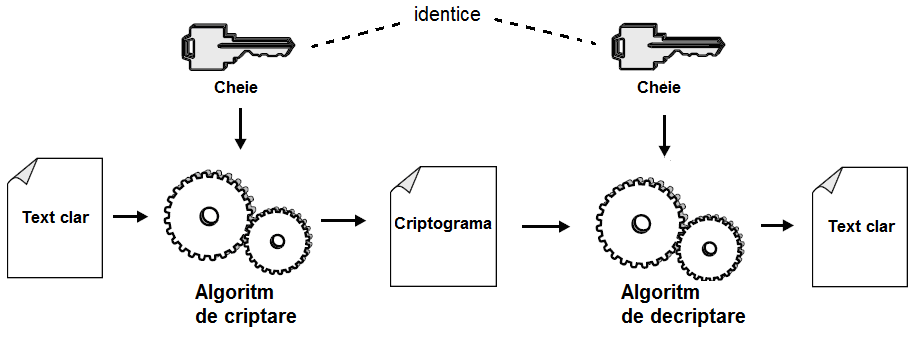 identice
Cheie
Cheie
Text clar
Criptograma
Text clar
Algoritm
de criptare
Algoritm
de decriptare